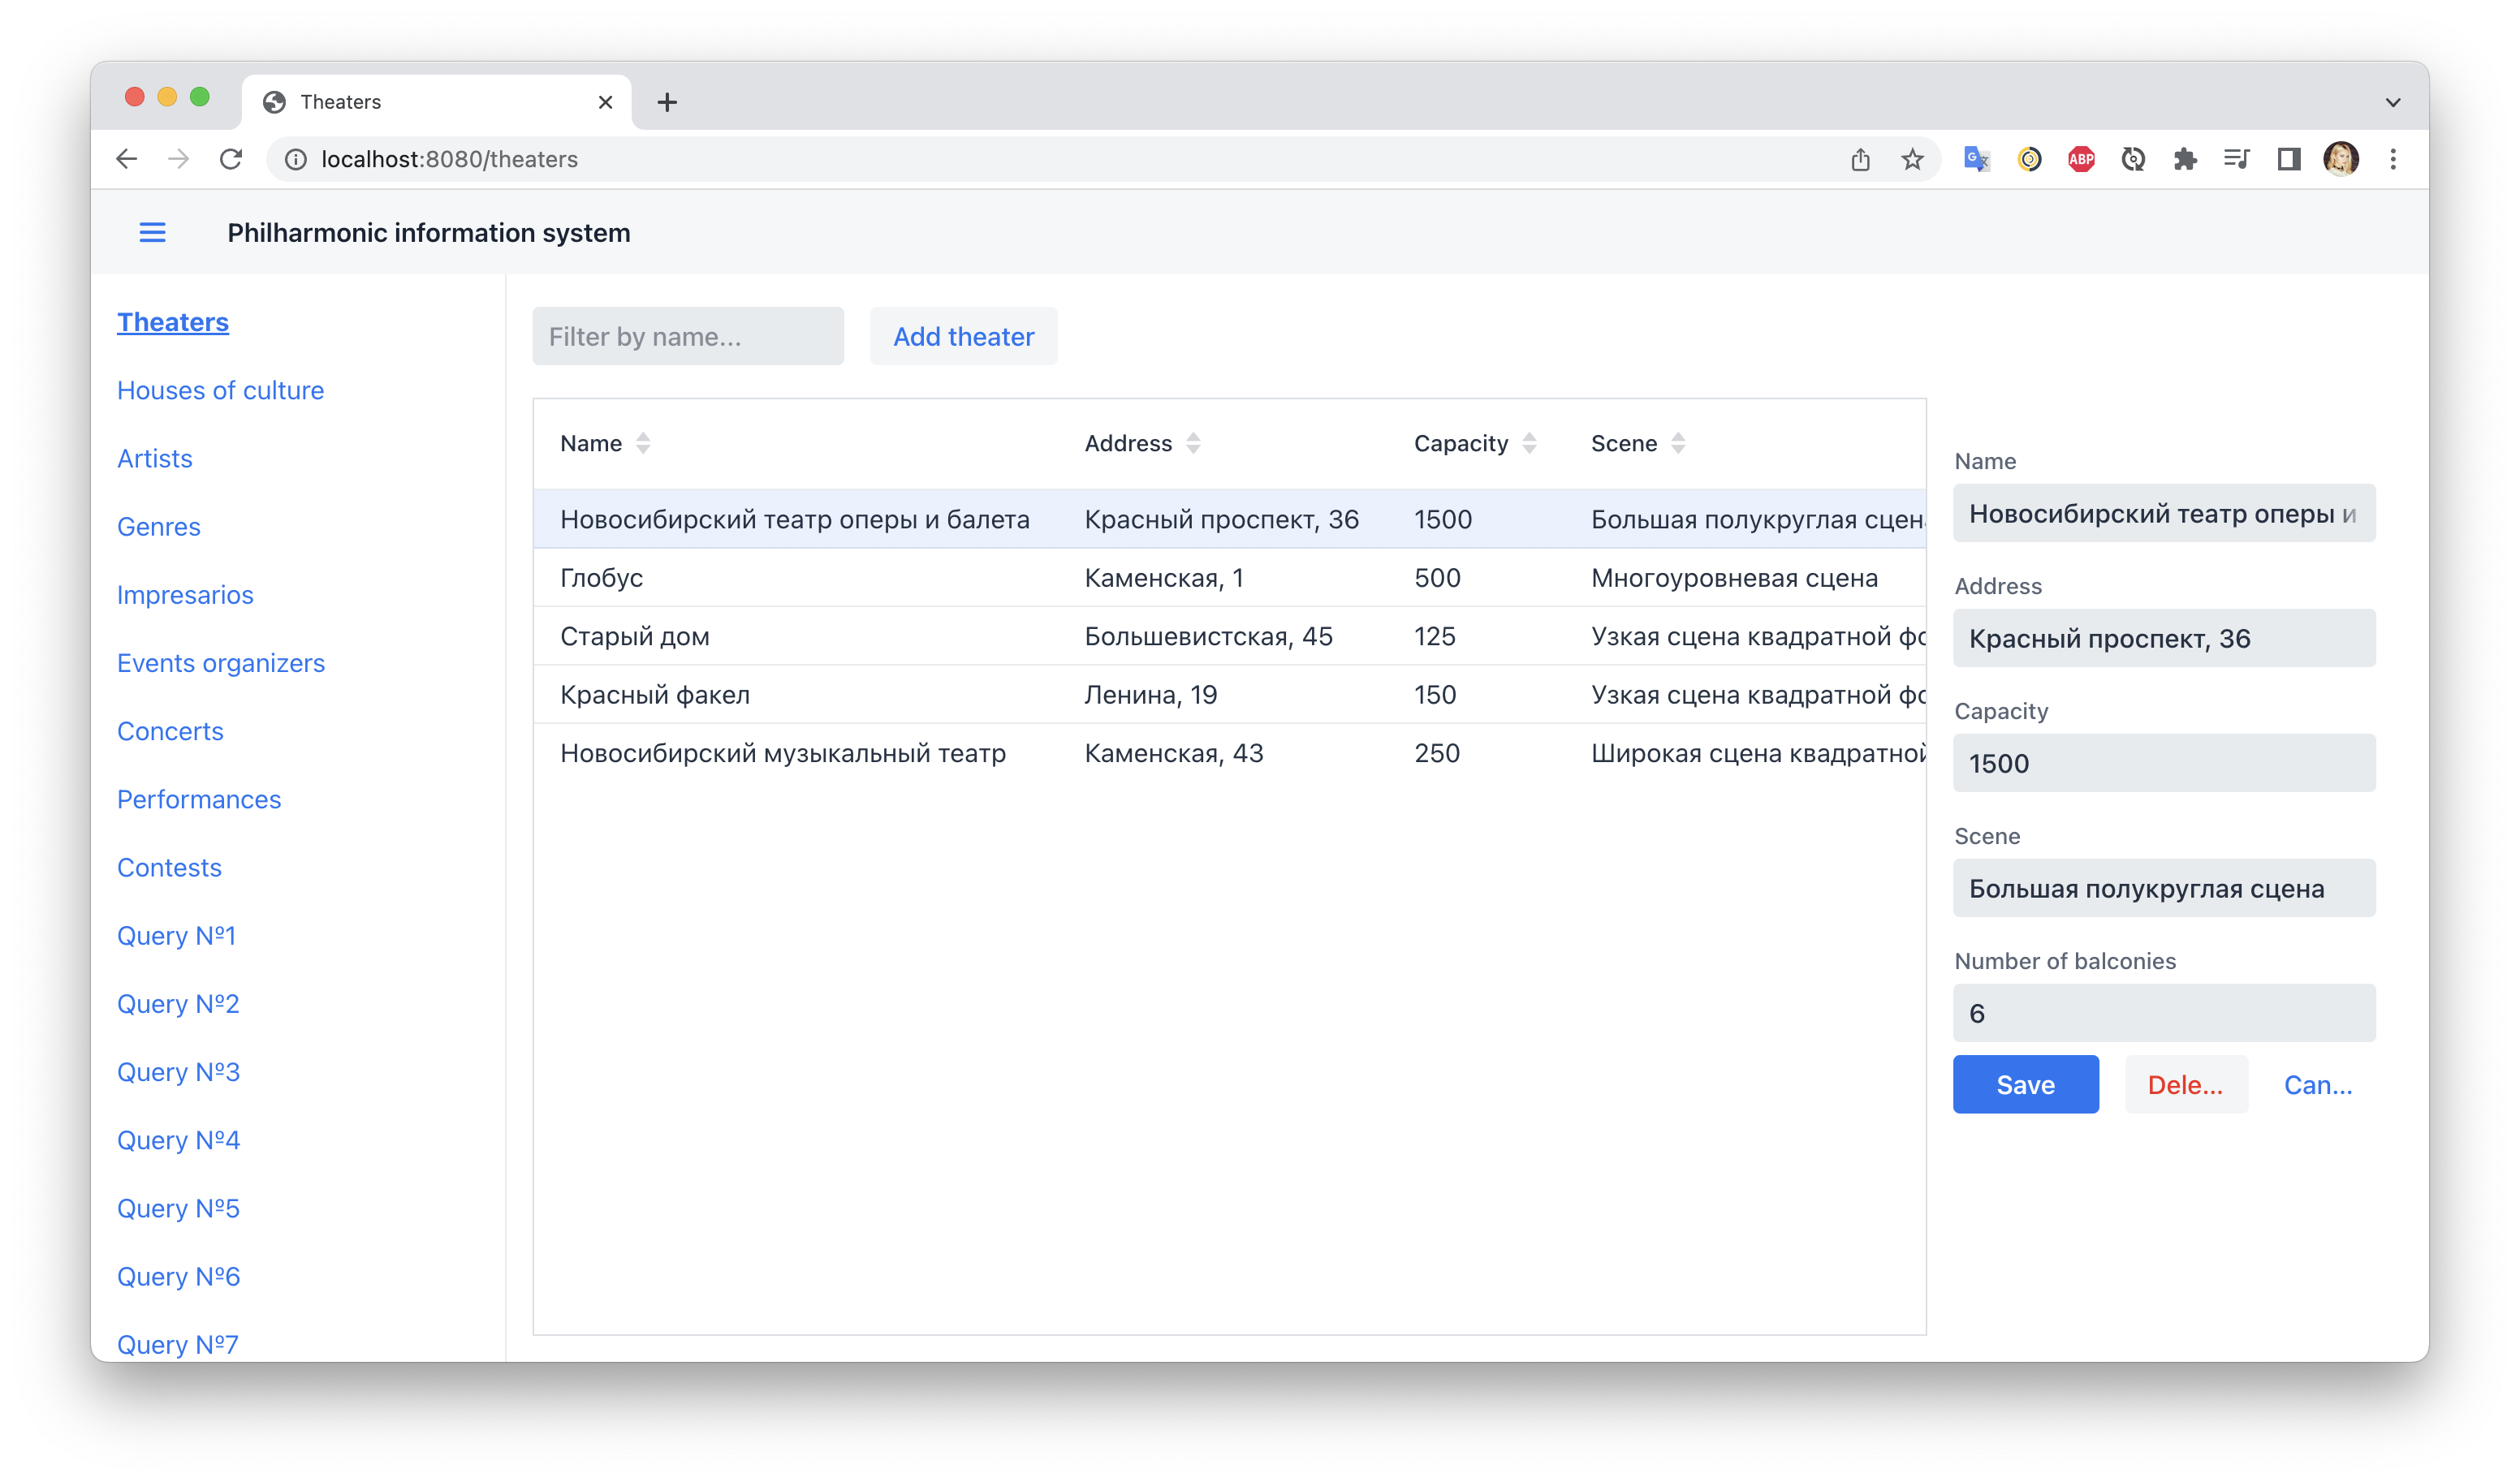 Theaters
localhost:8080/theaters
ABP
Philharmonic information system
Theaters
Houses of culture
Artists
Genres
Impresarios
Events organizers
Concerts
Performances
Contests
Query №1
Query №2
Query №3
Query №4
Query №5
Query №6
Query №7
Filter by name...
Add theater
Name Address Capacity Scene
Новосибирский театр оперы и балета Красный проспект, 36 1500 Большая полукруглая сцена
Глобус Каменская, 1 500 Многоуровневая сцена
Старый дом Большевистская, 45 125 Узкая сцена квадратной фо
Красный факел Ленина, 19 150 Узкая сцена квадратной фо
Новосибирский музыкальный театр Каменская, 43 250 Широкая сцена квадратной
Name
Новосибирский театр оперы и
Address
Красный проспект, 36
Capacity
1500
Scene
Большая полукруглая сцена
Number of balconies
6
Save Dele... Can...